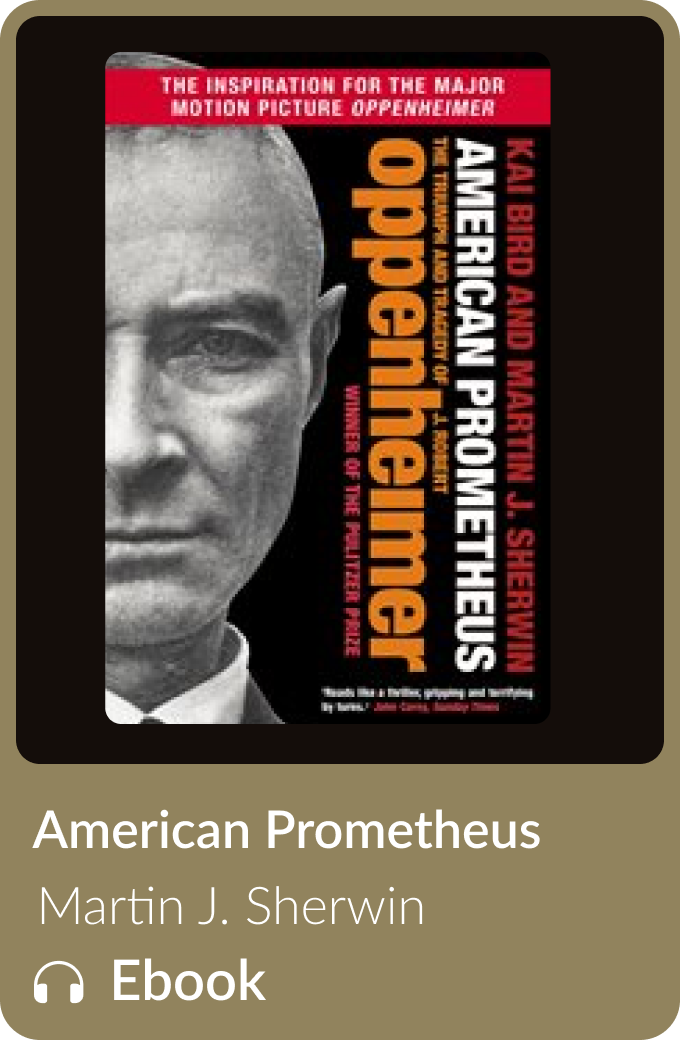 THE INSPIRATION FOR THE MAJOR
MOTION PICTURE OPPENHEIMER
KAI BIRD AND MARTIN J. SHERWIN
AMERICAN PROMETHEUS
THE TRIUMPH AND TRAGEDY OF J. ROBERT
oppenheimer
WINNER OF THE PULITZER PRIZE
'Reads like a thriller, gripping and terrifying
by turns.' John Carey, Sunday Times
American Prometheus
Martin J. Sherwin
Ebook